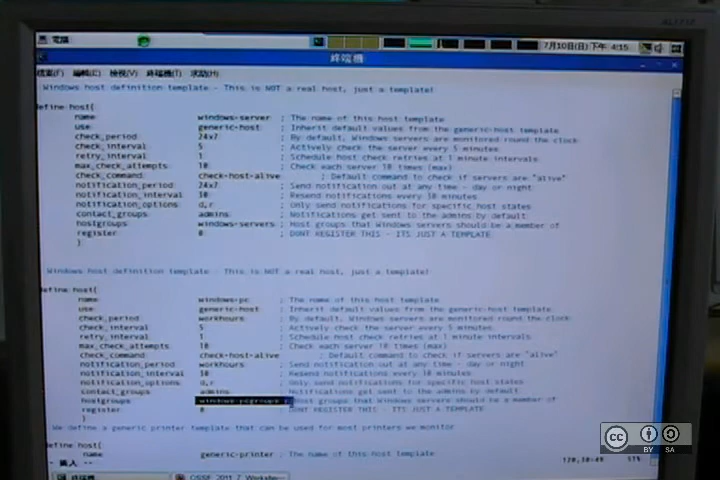 電腦
7月10日(日)下午 4:15
終端機
檔案(F) 編輯(E) 檢視(V) 終端機(T) 求助(H)
Windows host definition template - This is NOT a real host, just a template!
define host{
name windows-server ; The name of this host template
use generic-host ; Inherit default values from the generic-host template
check_period 24x7 ; By default, Windows servers are monitored round the clock
check_interval 5 ; Actively check the server every 5 minutes
retry_interval 1 ; Schedule host check retries at 1 minute intervals
max_check_attempts 10 ; Check each server 10 times (max)
check_command check-host-alive ; Default command to check if servers are "alive"
notification_period 24x7 ; Send notification out at any time - day or night
notification_interval 30 ; Resend notifications every 30 minutes
notification_options d,r ; Only send notifications for specific host states
contact_groups admins ; Notifications get sent to the admins by default
hostgroups windows-servers ; Host groups that Windows servers should be a member of
register 0 ; DONT REGISTER THIS - ITS JUST A TEMPLATE
}
Windows host definition template - This is NOT a real host, just a template!
define host{
name windows-pc ; The name of this host template
use generic-host ; Inherit default values from the generic-host template
check_period workhours ; By default, Windows servers are monitored round the clock
check_interval 5 ; Actively check the server every 5 minutes
retry_interval 1 ; Schedule host check retries at 1 minute intervals
max_check_attempts 10 ; Check each server 10 times (max)
check_command check-host-alive ; Default command to check if servers are "alive"
notification_period workhours ; Send notification out at any time - day or night
notification_interval 30 ; Resend notifications every 30 minutes
notification_options d,r ; Only send notifications for specific host states
contact_groups admins ; Notifications get sent to the admins by default
hostgroups windows-pcgroups ; Host groups that Windows servers should be a member of
register 0 ; DONT REGISTER THIS - ITS JUST A TEMPLATE
}
We define a generic printer template that can be used for most printers we monitor
define host{
name generic-printer ; The name of this host template
-- 插入 --
終端機
cc BY SA